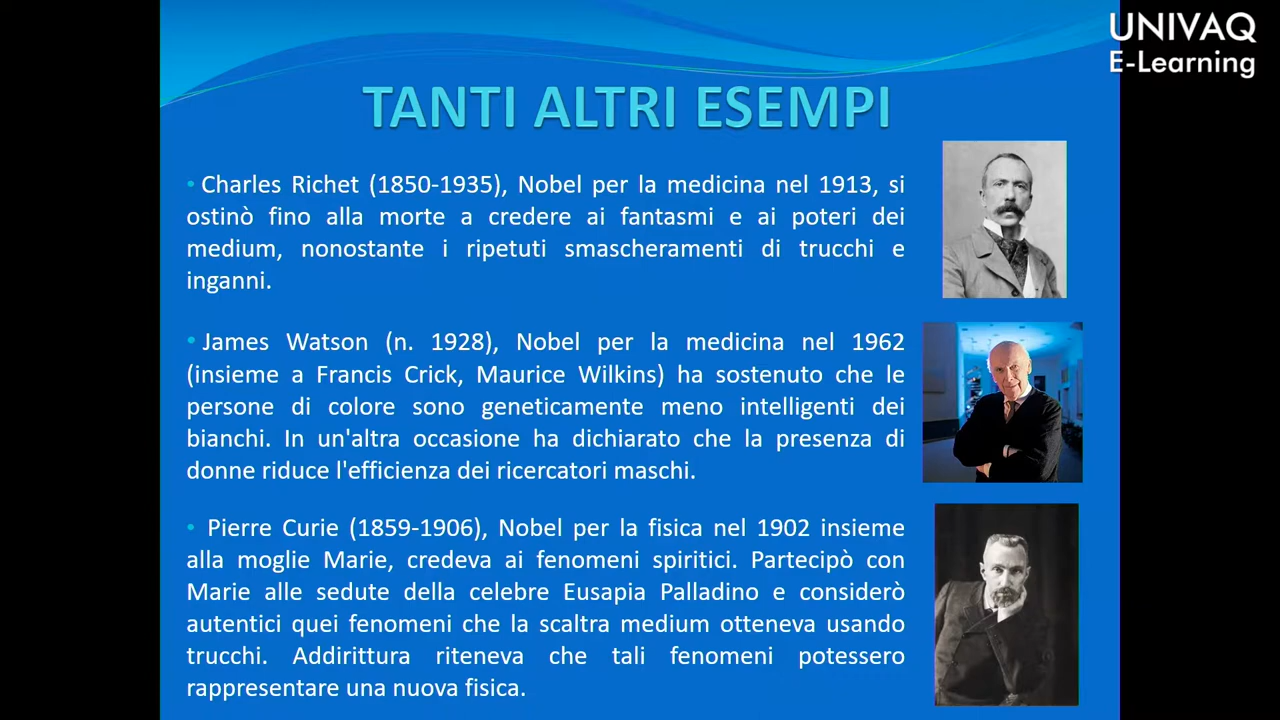 UNIVAQ
E-Learning
TANTI ALTRI ESEMPI
• Charles Richet (1850-1935), Nobel per la medicina nel 1913, si
ostinò fino alla morte a credere ai fantasmi e ai poteri dei
medium, nonostante i ripetuti smascheramenti di trucchi e
inganni.
• James Watson (n. 1928), Nobel per la medicina nel 1962
(insieme a Francis Crick, Maurice Wilkins) ha sostenuto che le
persone di colore sono geneticamente meno intelligenti dei
bianchi. In un'altra occasione ha dichiarato che la presenza di
donne riduce l'efficienza dei ricercatori maschi.
• Pierre Curie (1859-1906), Nobel per la fisica nel 1902 insieme
alla moglie Marie, credeva ai fenomeni spiritici. Partecipò con
Marie alle sedute della celebre Eusapia Palladino e considerò
autentici quei fenomeni che la scaltra medium otteneva usando
trucchi. Addirittura riteneva che tali fenomeni potessero
rappresentare una nuova fisica.